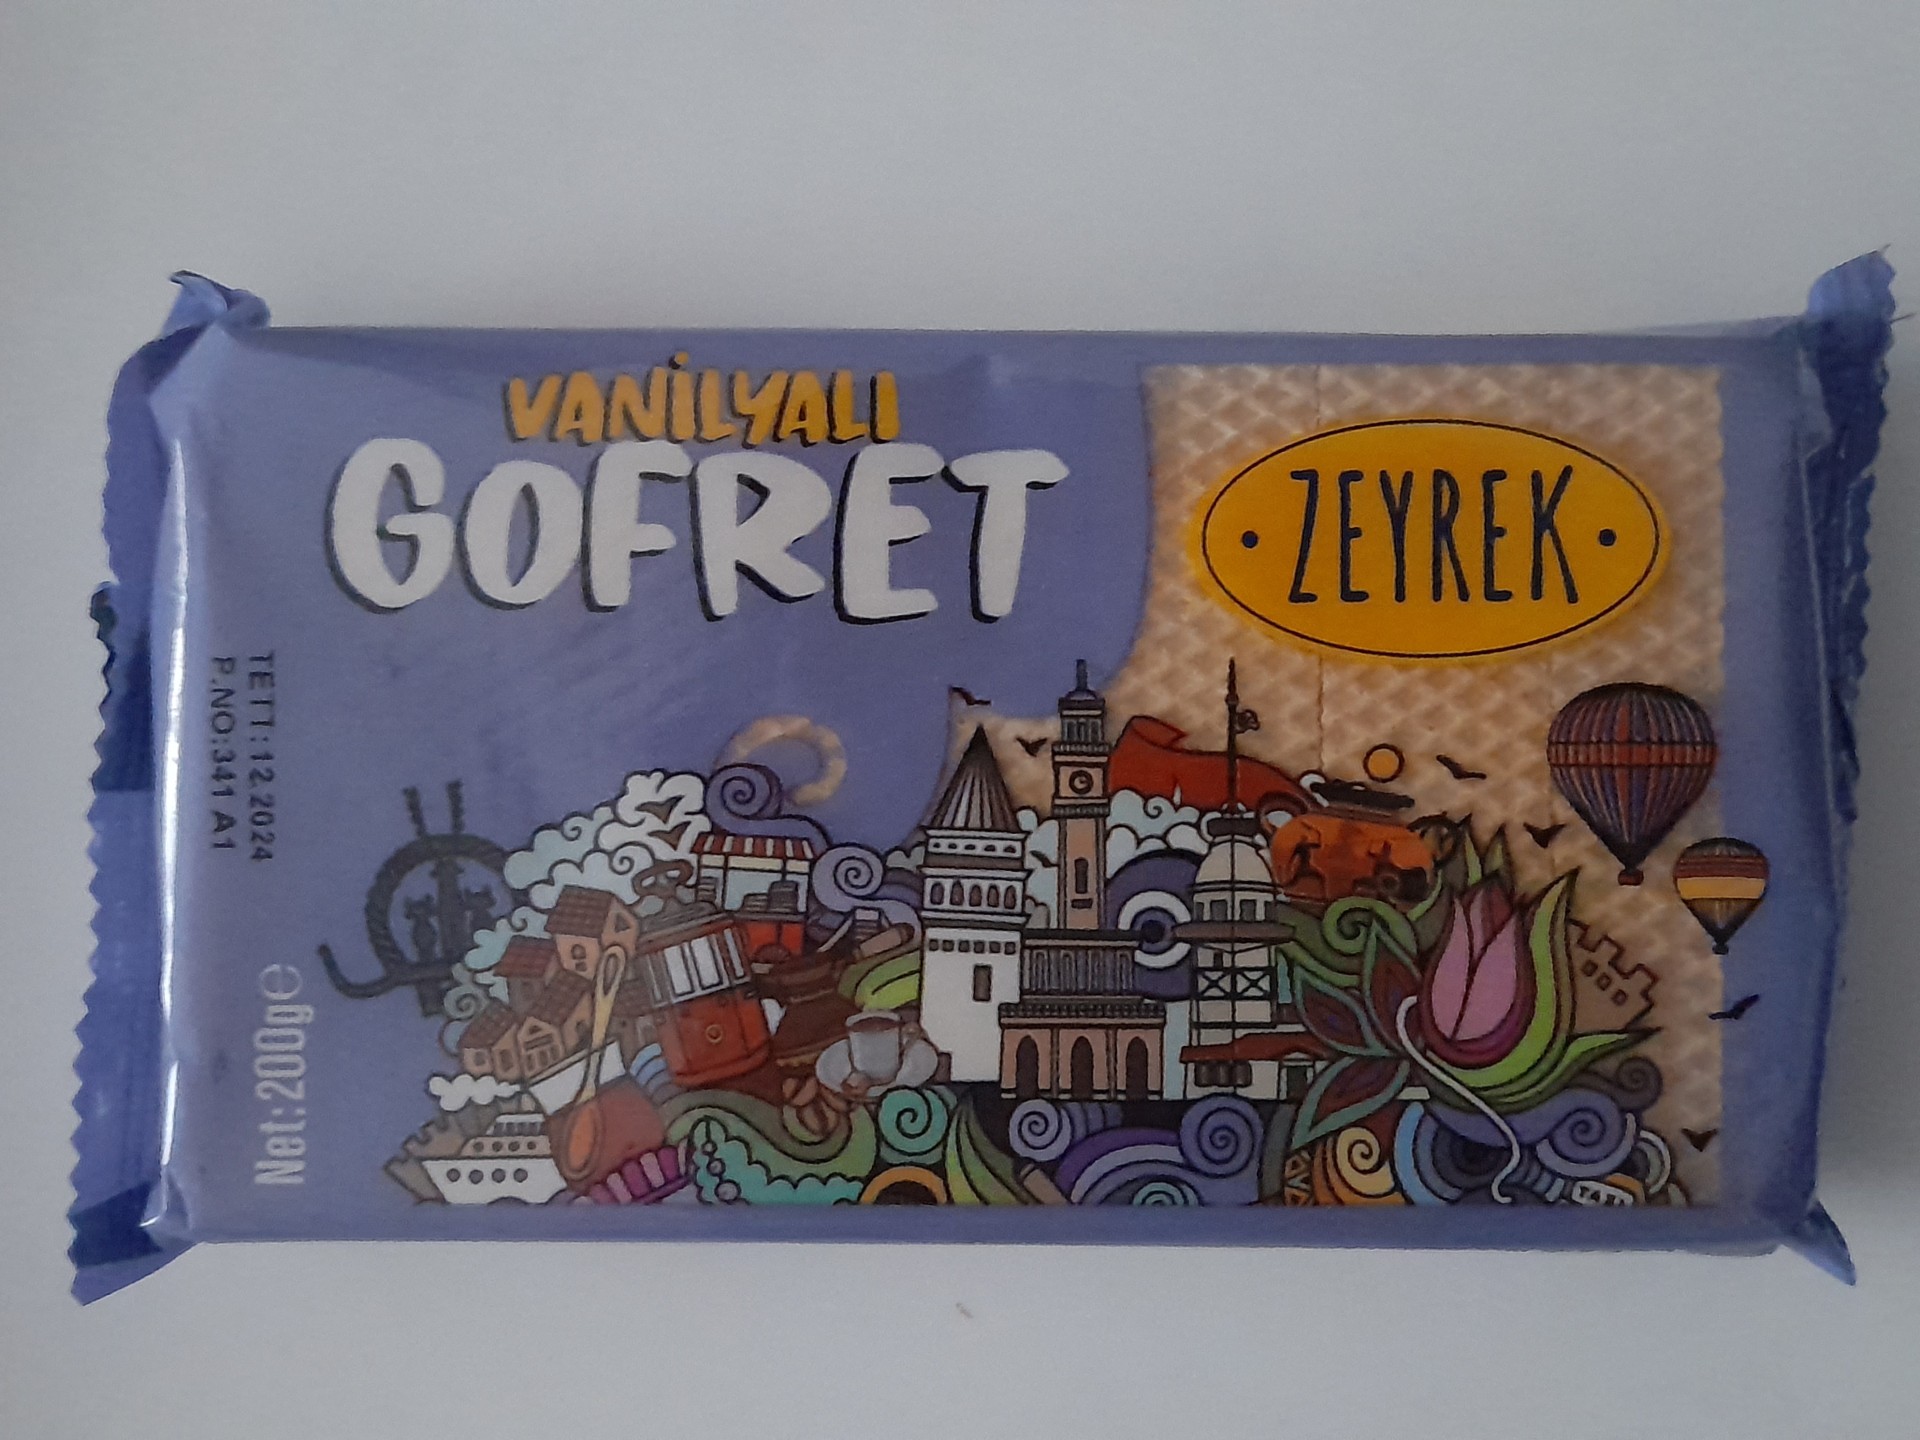 VANİLYALI
GOFRET
· ZEYREK ·
TETT:12.2024
P.NO:341 A1
Net:200g℮